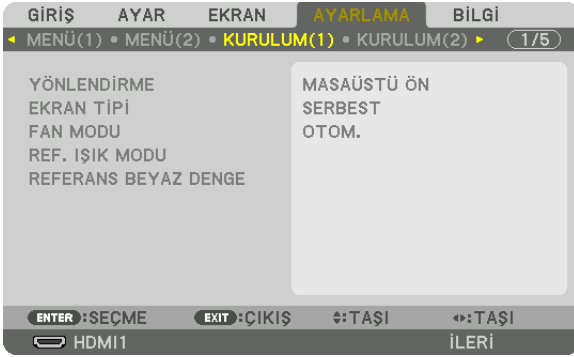 GİRİŞ AYAR EKRAN AYARLAMA BİLGİ
MENÜ(1) • MENÜ(2) • KURULUM(1) • KURULUM(2) 1/5
YÖNLENDİRME MASAÜSTÜ ÖN
EKRAN TİPİ SERBEST
FAN MODU OTOM.
REF. IŞIK MODU
REFERANS BEYAZ DENGE
ENTER :SEÇME EXIT :ÇIKIŞ :TAŞI :TAŞI
HDMI1 İLERİ